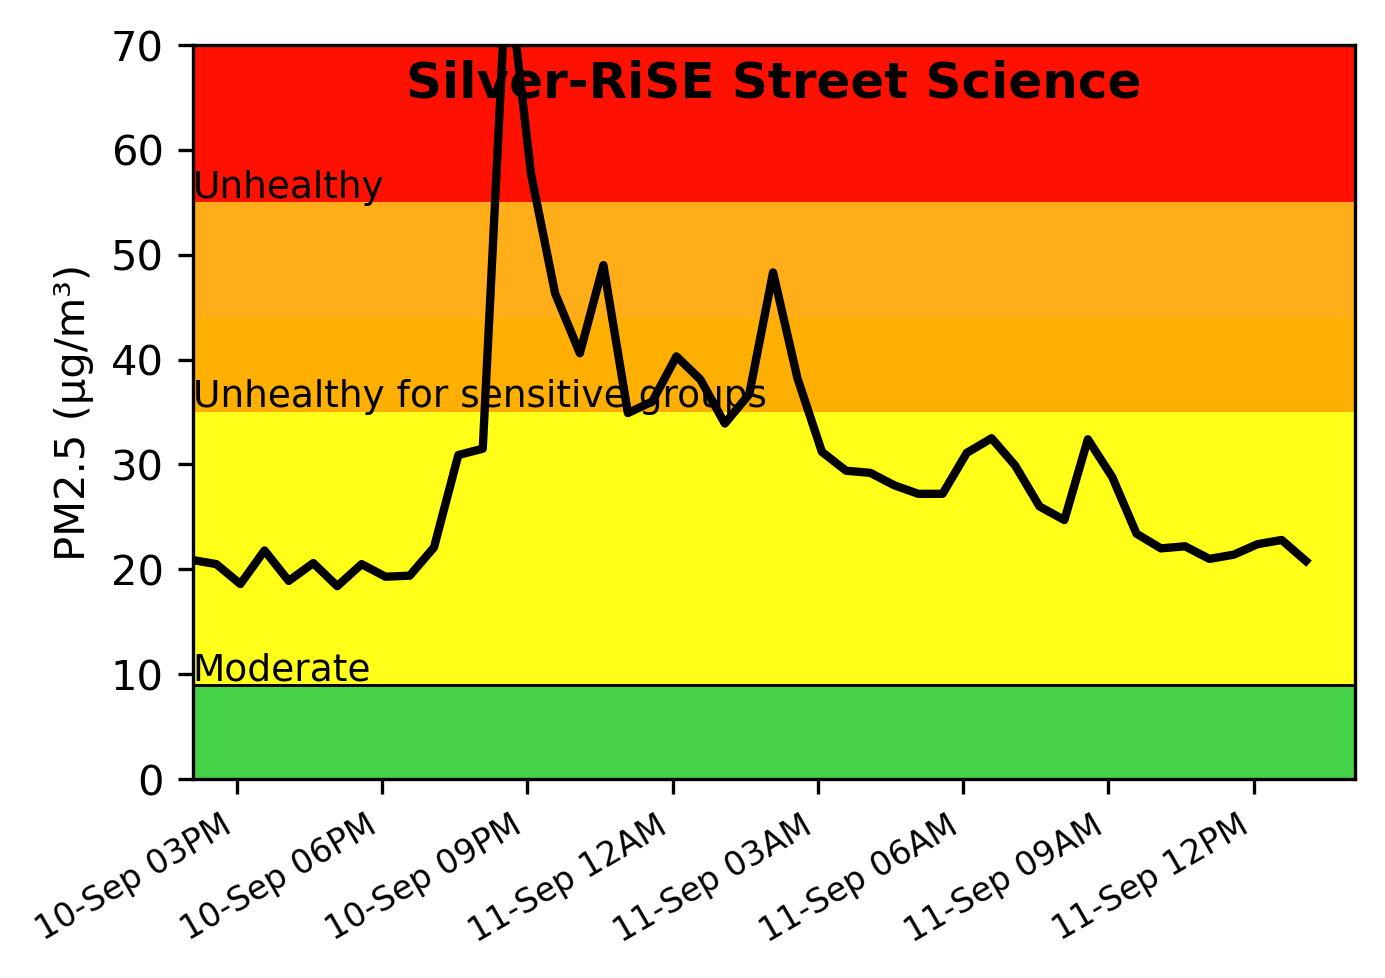 Silver-RiSE Street Science
PM2.5 (µg/m³)
70
60
Unhealthy
50
40
Unhealthy for sensitive groups
30
20
10
Moderate
0
10-Sep 03PM
10-Sep 06PM
10-Sep 09PM
11-Sep 12AM
11-Sep 03AM
11-Sep 06AM
11-Sep 09AM
11-Sep 12PM